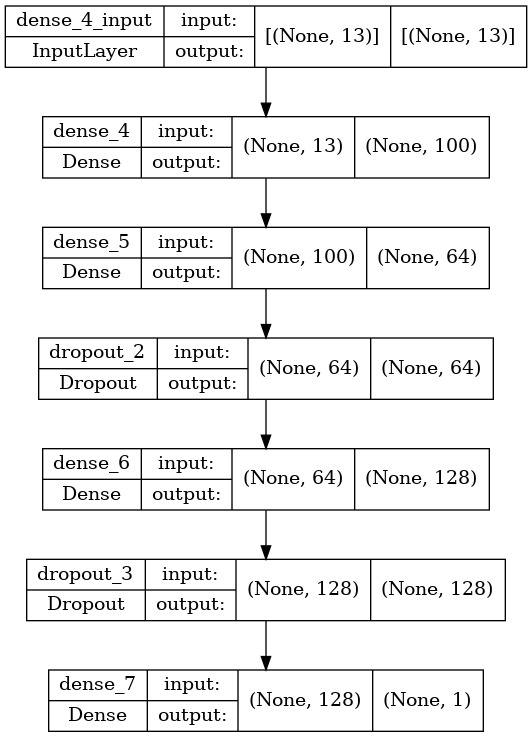 dense_4_input input: [(None, 13)] [(None, 13)]
InputLayer output:
dense_4 input: (None, 13) (None, 100)
Dense output:
dense_5 input: (None, 100) (None, 64)
Dense output:
dropout_2 input: (None, 64) (None, 64)
Dropout output:
dense_6 input: (None, 64) (None, 128)
Dense output:
dropout_3 input: (None, 128) (None, 128)
Dropout output:
dense_7 input: (None, 128) (None, 1)
Dense output: